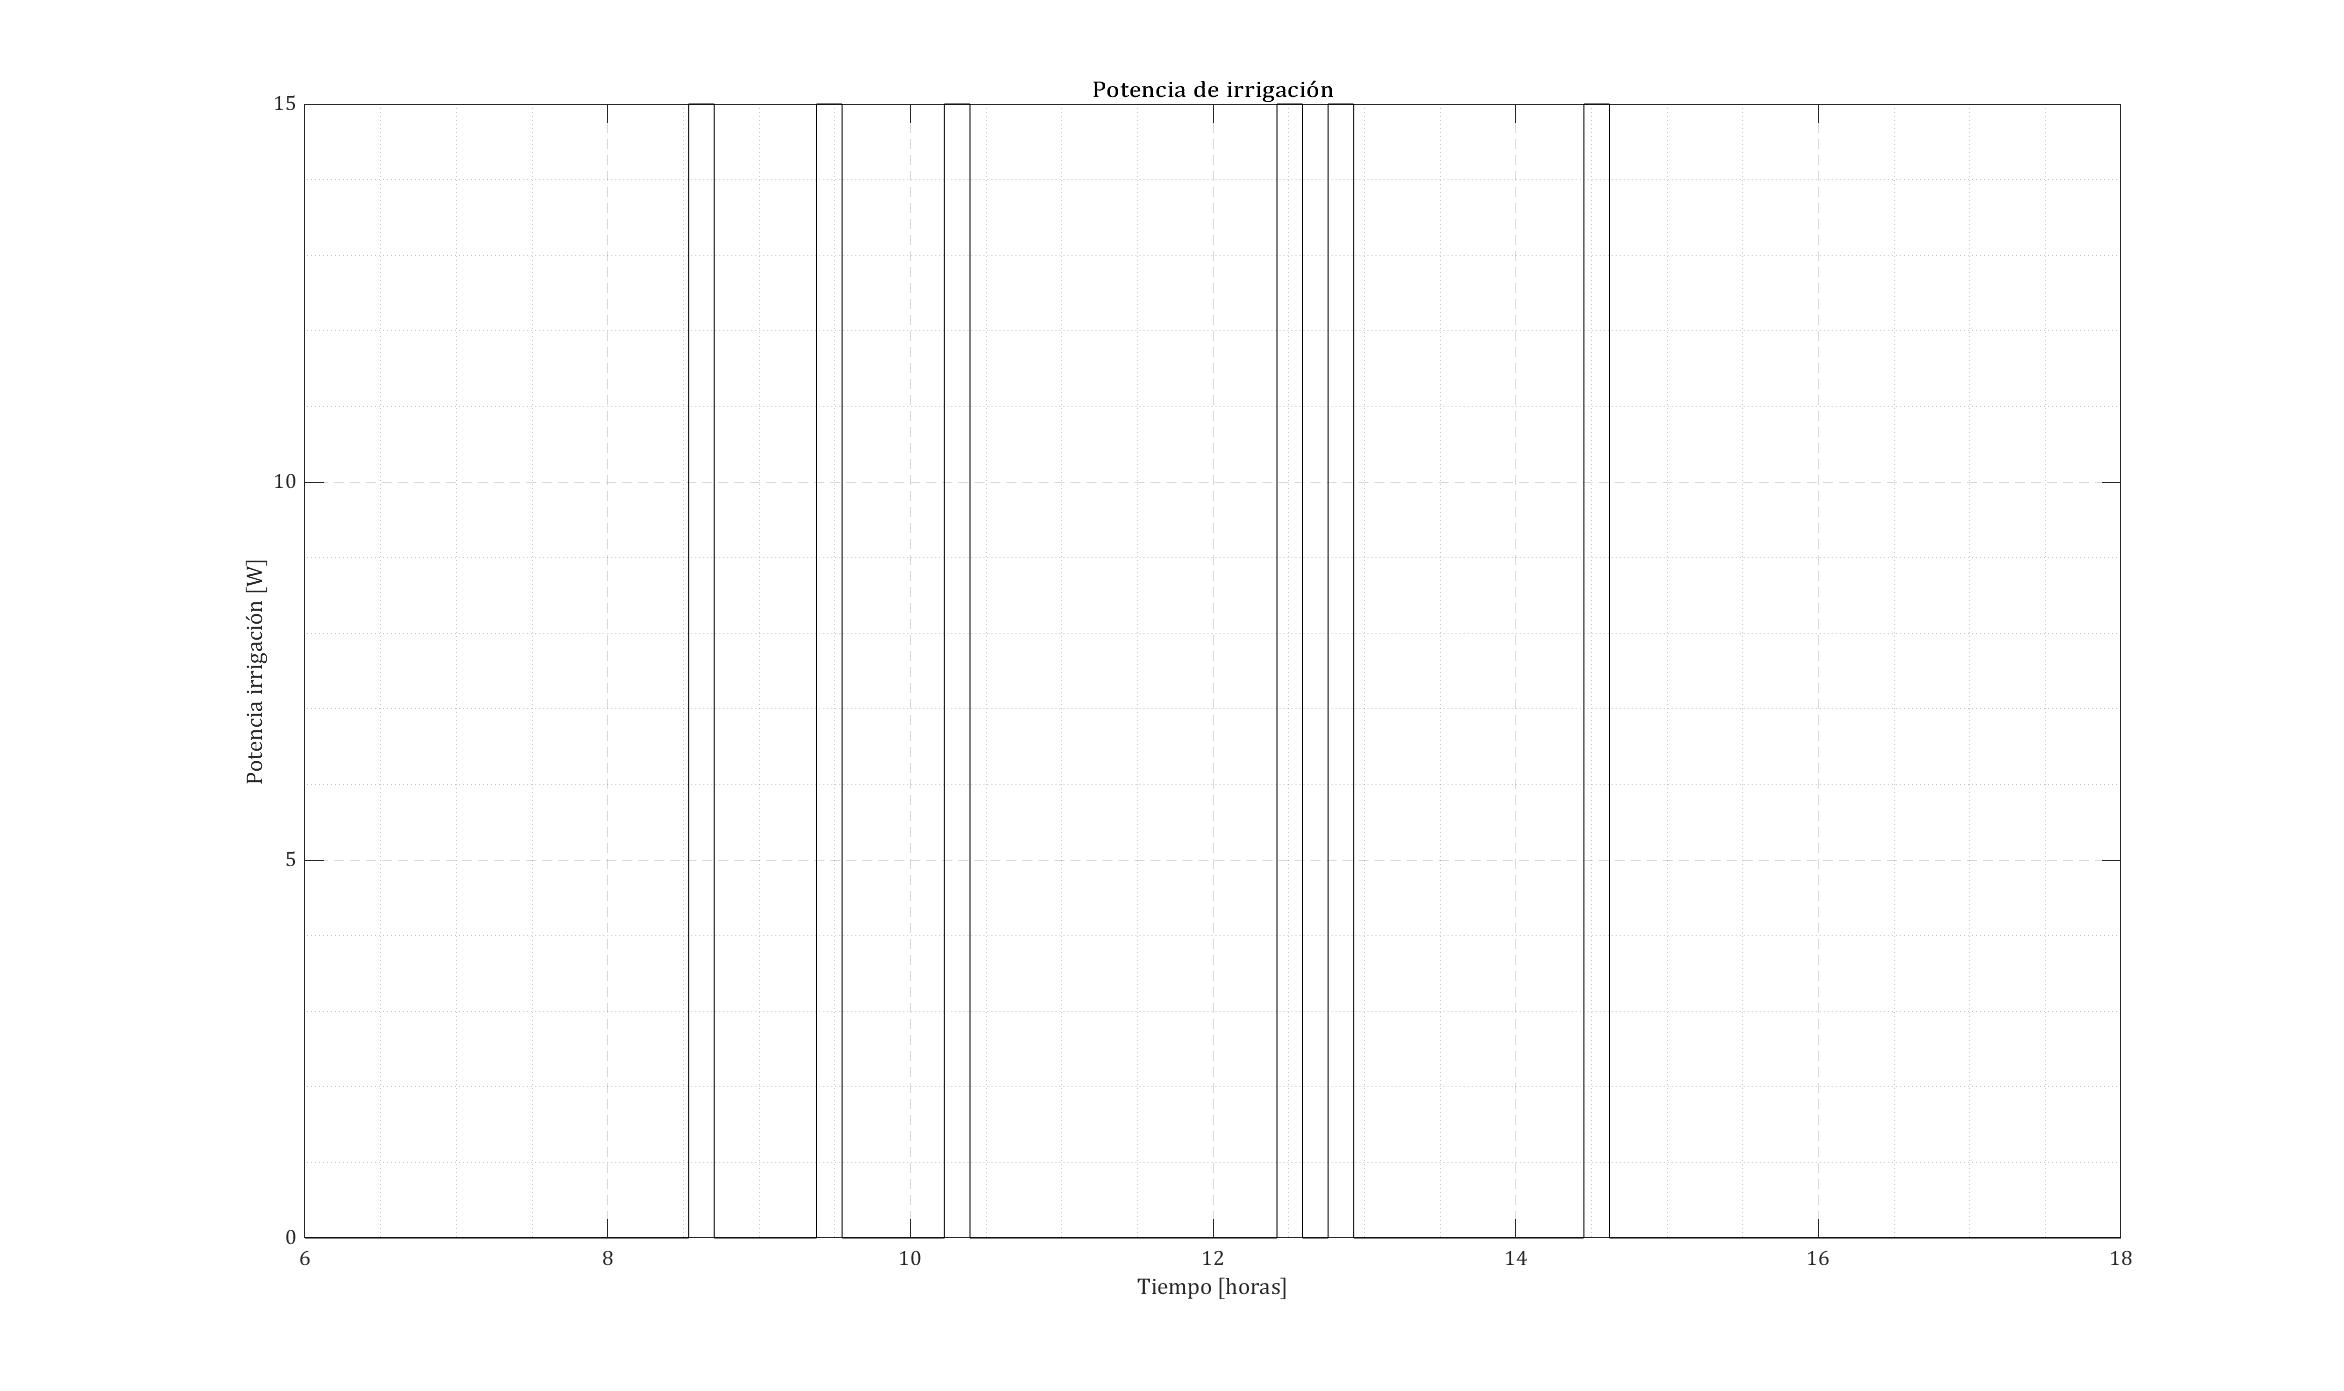 Potencia de irrigación
15
10
5
0
Potencia irrigación [W]
6 8 10 12 14 16 18
Tiempo [horas]